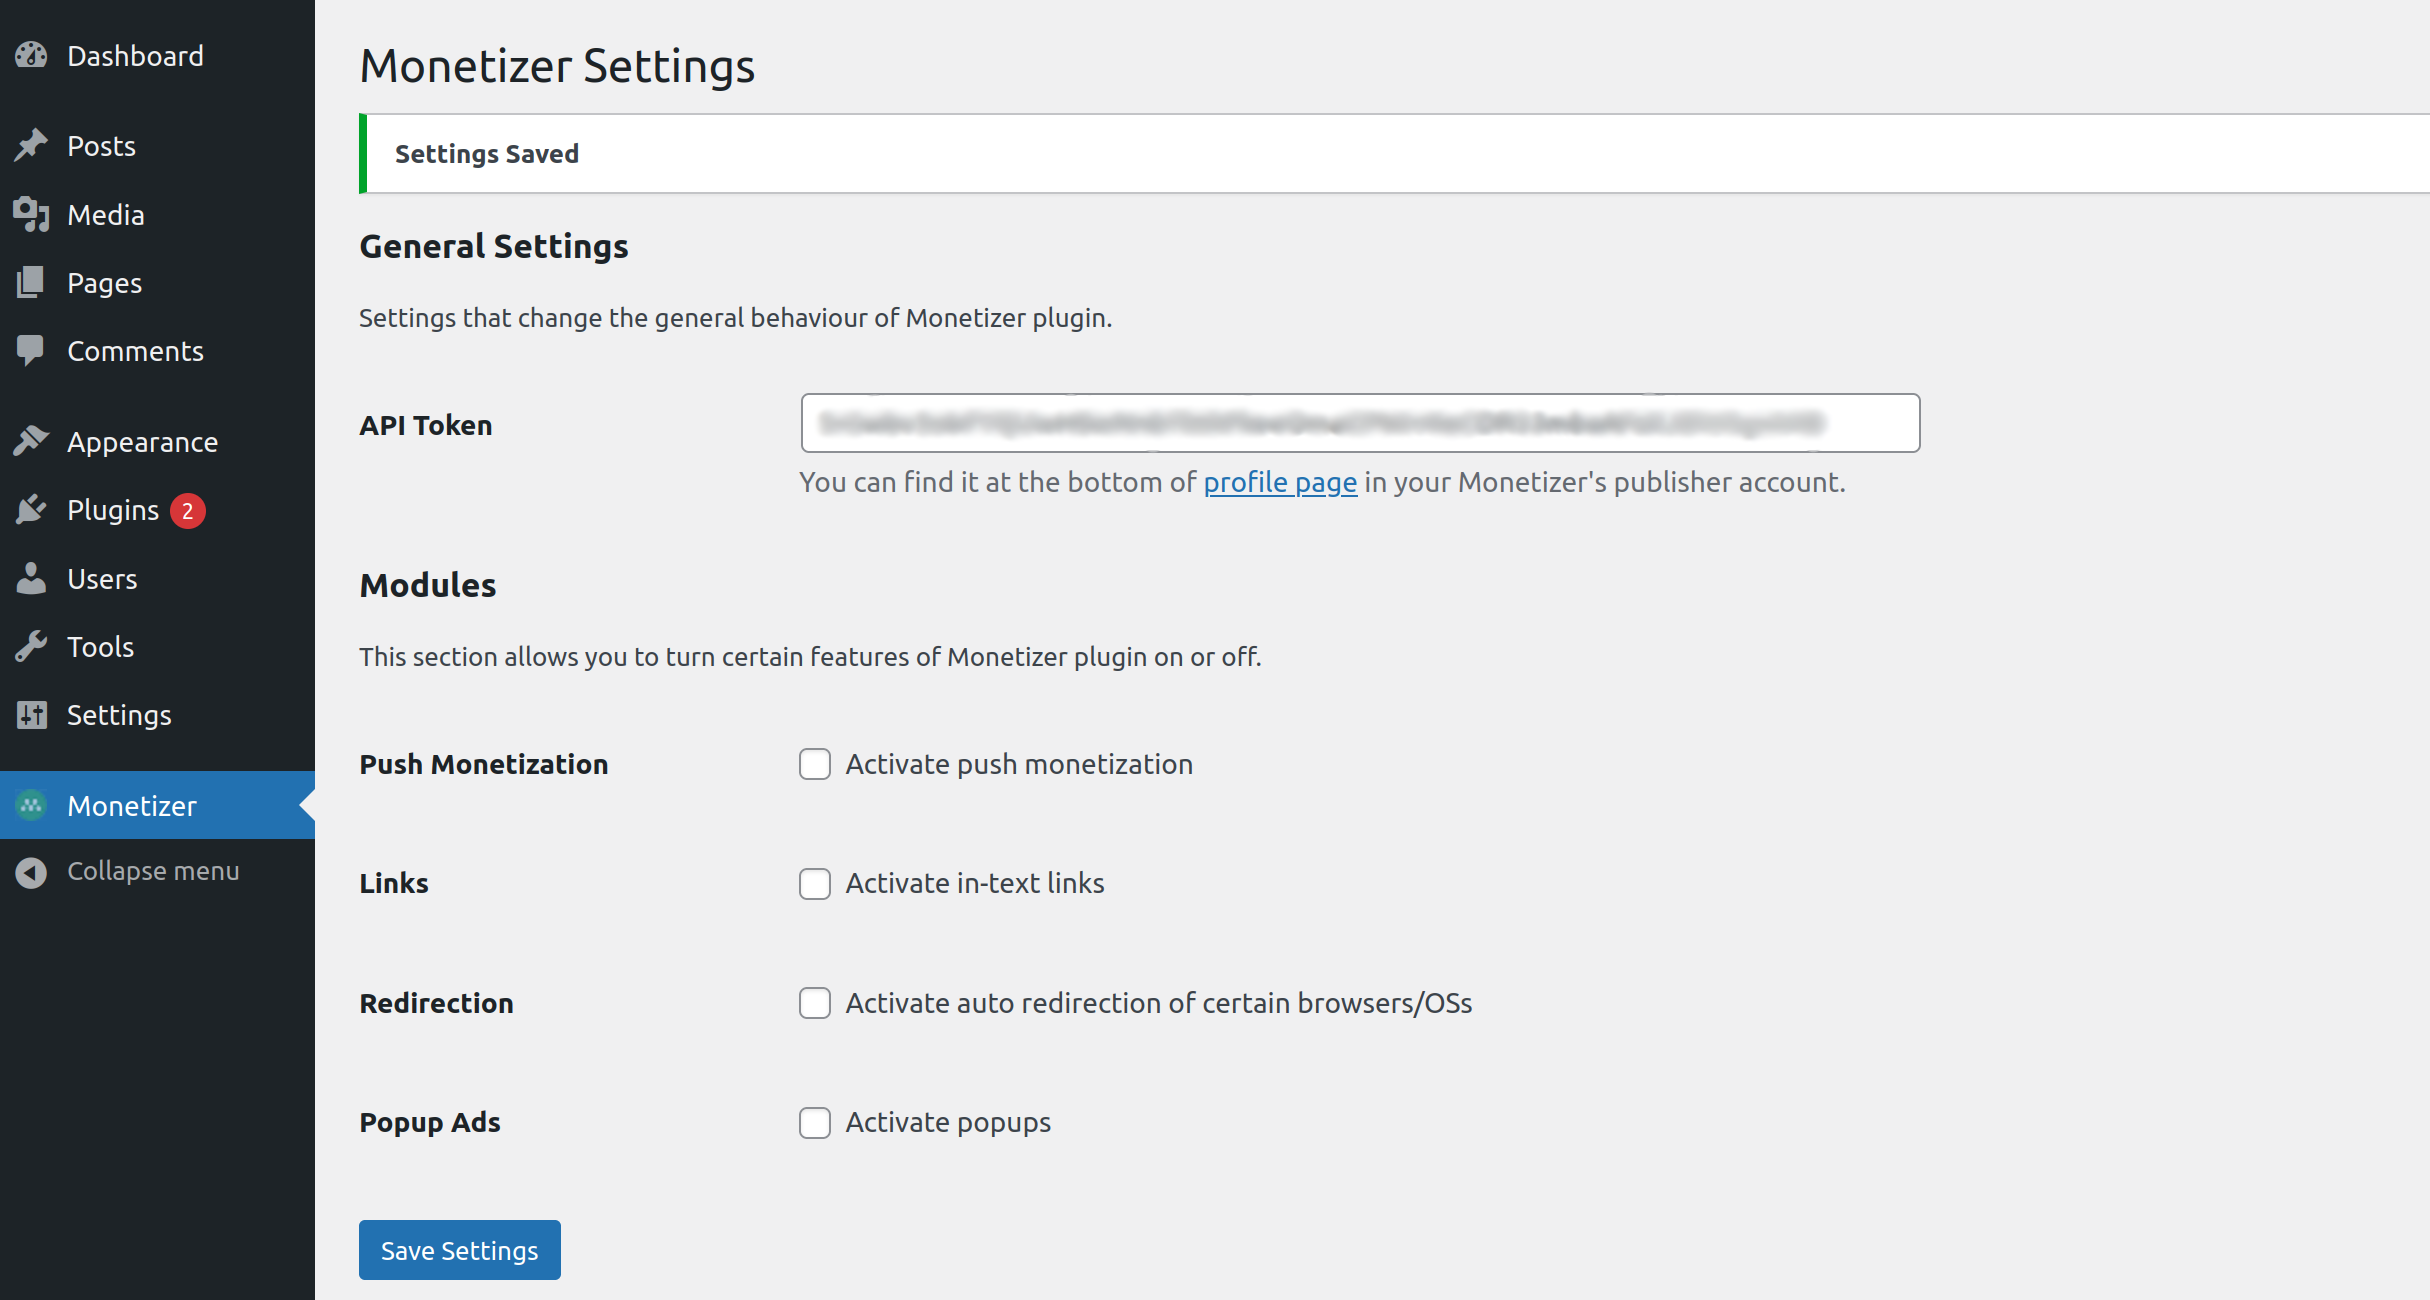 Dashboard
Posts
Media
Pages
Comments
Appearance
Plugins 2
Users
Tools
Settings
Monetizer
Collapse menu
Monetizer Settings
Settings Saved
General Settings
Settings that change the general behaviour of Monetizer plugin.
API Token
You can find it at the bottom of profile page in your Monetizer's publisher account.
Modules
This section allows you to turn certain features of Monetizer plugin on or off.
Push Monetization Activate push monetization
Links Activate in-text links
Redirection Activate auto redirection of certain browsers/OSs
Popup Ads Activate popups
Save Settings